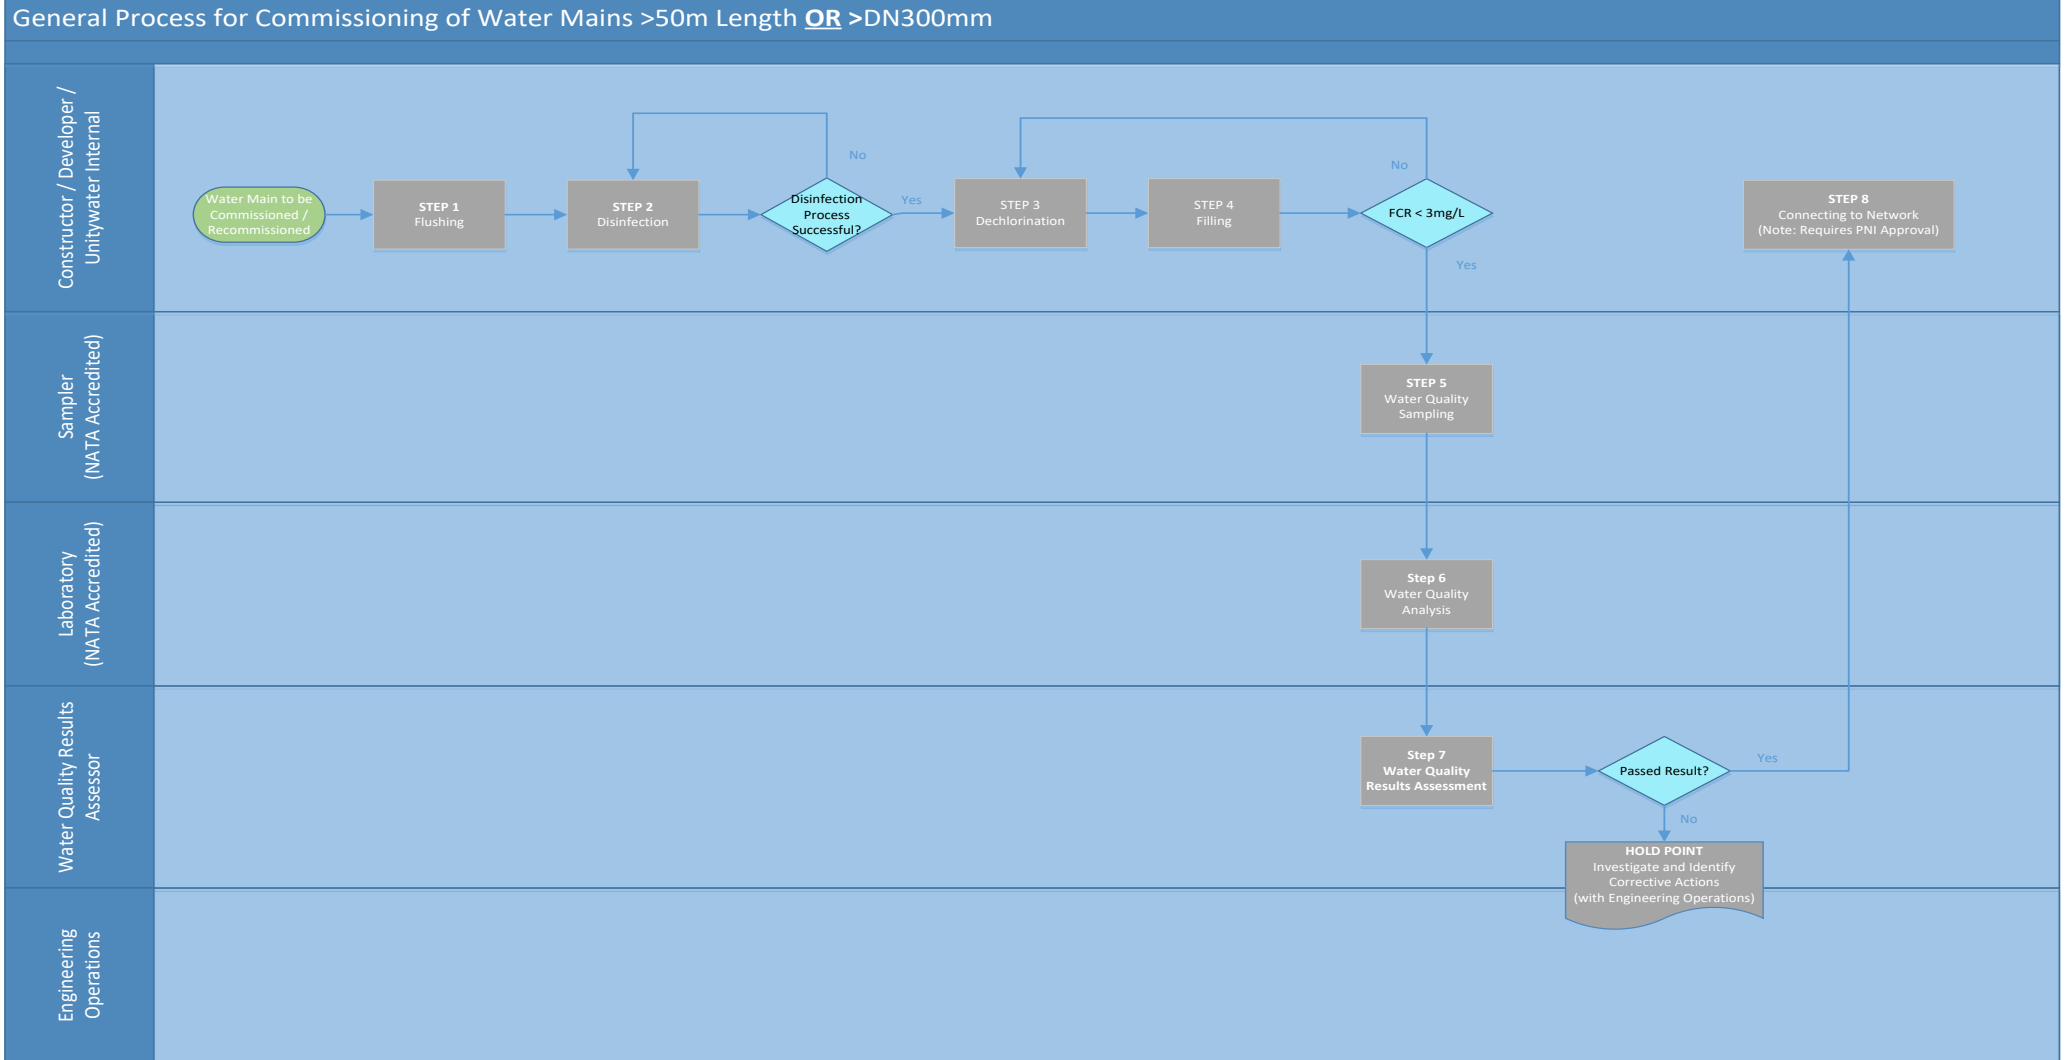 General Process for Commissioning of Water Mains >50m Length OR >DN300mm
Constructor / Developer /
Unitywater Internal
Water Main to be
Commissioned /
Recommissioned
STEP 1
Flushing
STEP 2
Disinfection
Disinfection
Process
Successful?
No
Yes
STEP 3
Dechlorination
STEP 4
Filling
FCR < 3mg/L
No
Yes
STEP 8
Connecting to Network
(Note: Requires PNI Approval)
Sampler
(NATA Accredited)
STEP 5
Water Quality
Sampling
Laboratory
(NATA Accredited)
Step 6
Water Quality
Analysis
Water Quality Results
Assessor
Step 7
Water Quality
Results Assessment
Passed Result?
Yes
No
HOLD POINT
Investigate and Identify
Corrective Actions
(with Engineering Operations)
Engineering
Operations